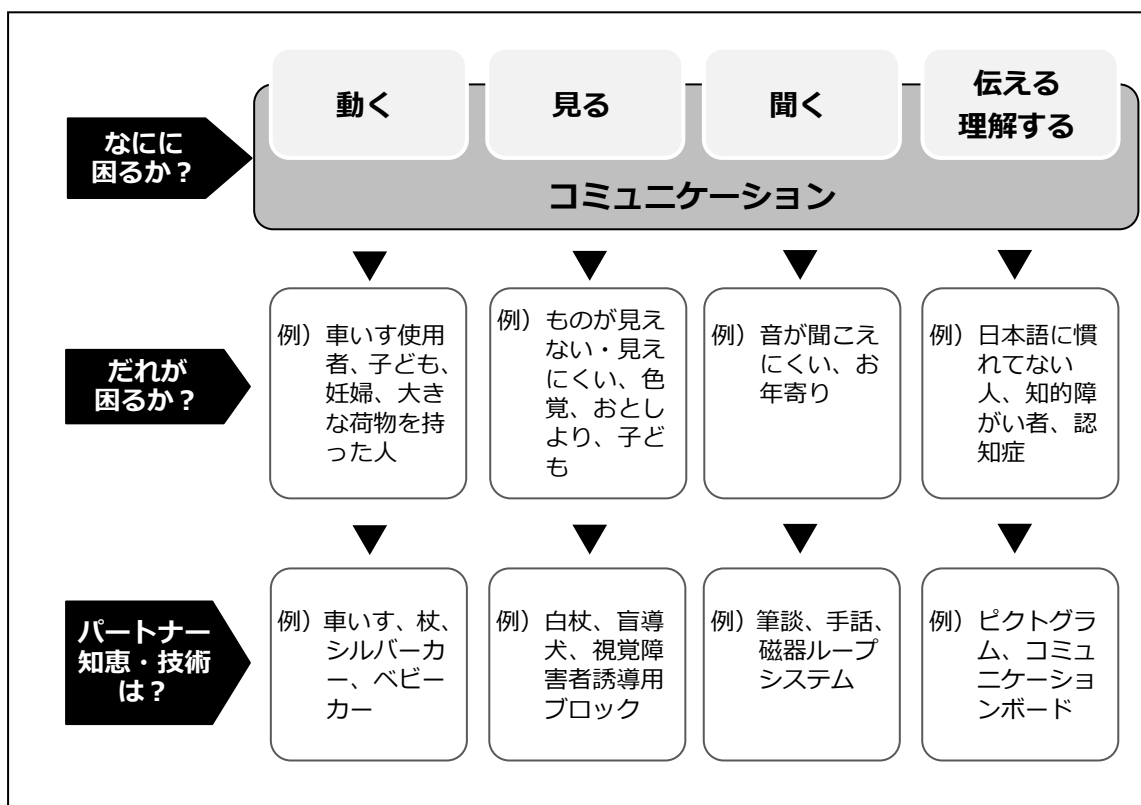 なにに
困るか？
動く
見る
聞く
伝える
理解する
コミュニケーション
だれが
困るか？
例）車いす使用
者、子ども、
妊婦、大き
な荷物を持
った人
例）ものが見え
ない・見え
にくい、色
覚、おとし
より、子ど
も
例）音が聞こえ
にくい、お
年寄り
例）日本語に慣
れてない
人、知的障
がい者、認
知症
パートナー
知恵・技術
は？
例）車いす、杖、
シルバーカ
ー、ベビー
カー
例）白杖、盲導
犬、視覚障
害者誘導用
ブロック
例）筆談、手話、
磁器ループ
システム
例）ピクトグラ
ム、コミュ
ニケーショ
ンボード